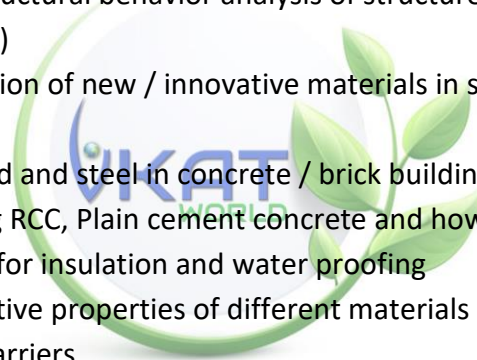 uctural behavior analysis of structure
)
ion of new / innovative materials in s
d and steel in concrete / brick buildin
g RCC, Plain cement concrete and how
for insulation and water proofing
tive properties of different materials
arriers
VKAT
WORLD